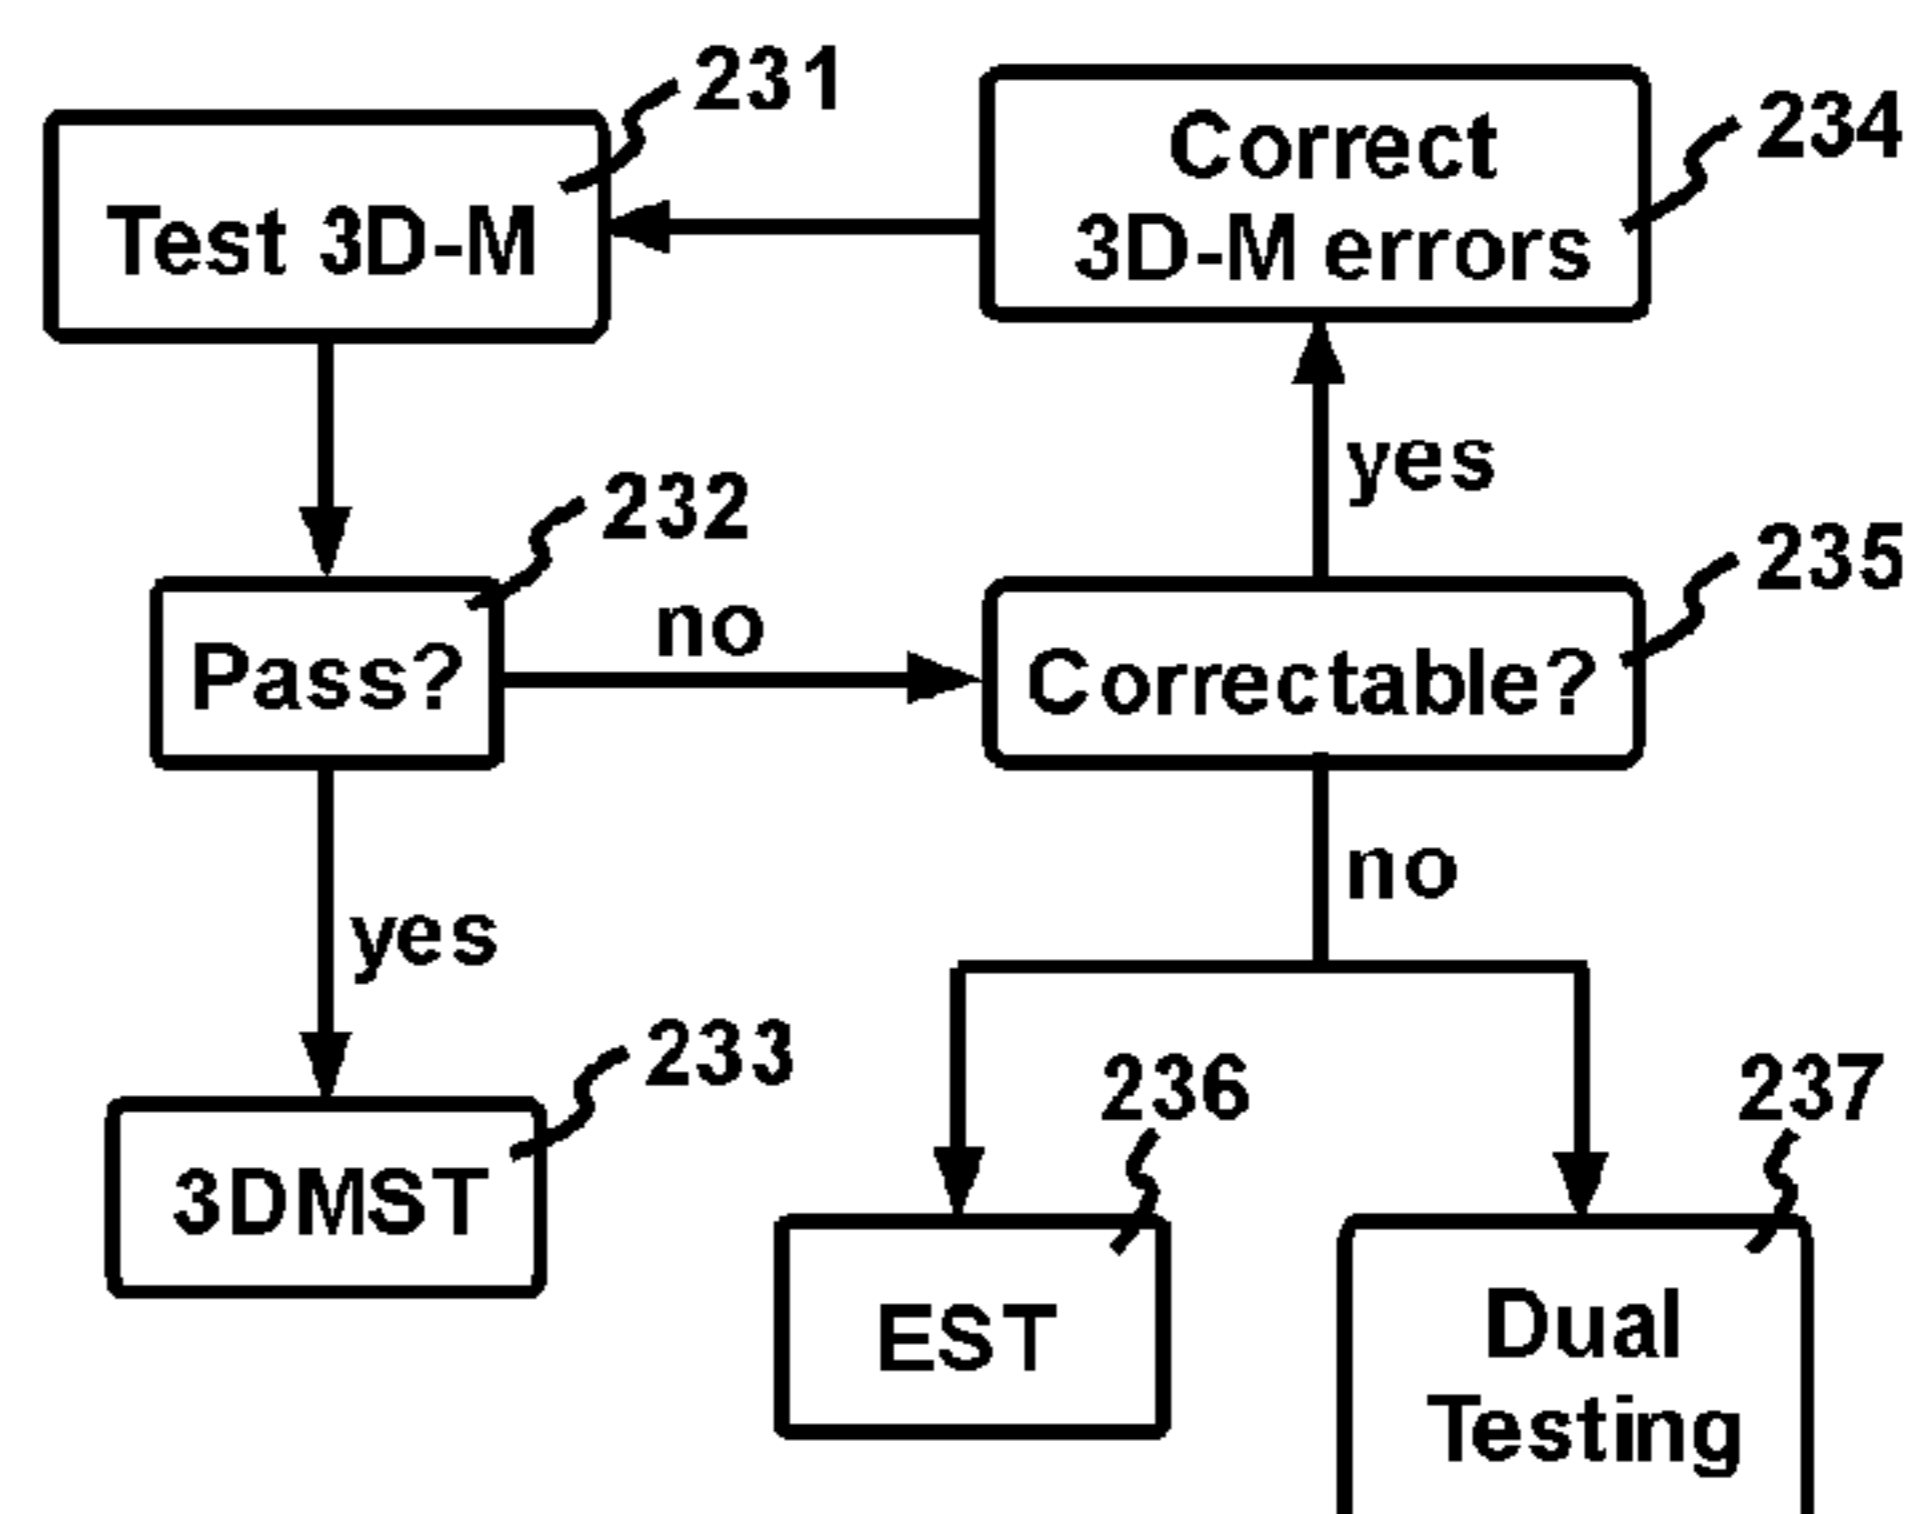 231
Test 3D-M
Correct
3D-M errors
234
yes
232
Pass?
no
Correctable?
235
yes
no
233
3DMST
236
EST
237
Dual
Testing